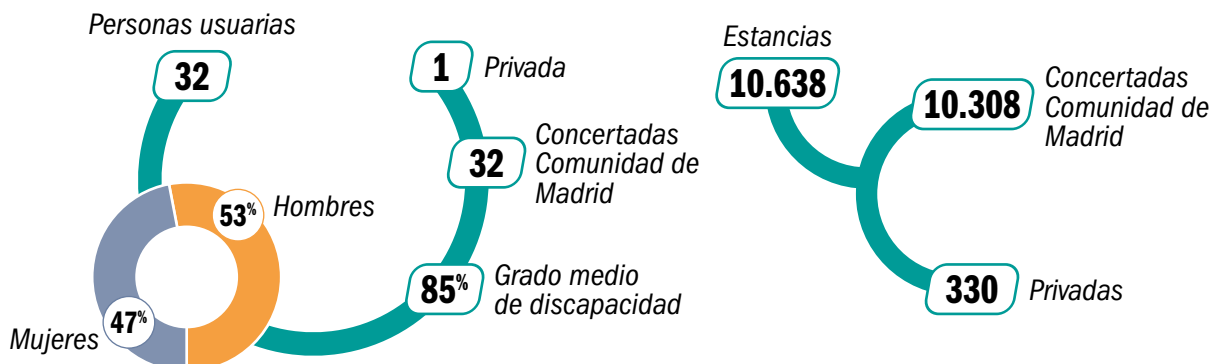 Personas usuarias
32
53%
Hombres
47%
Mujeres
1
Privada
32
Concertadas
Comunidad de
Madrid
85%
Grado medio
de discapacidad
Estancias
10.638
10.308
Concertadas
Comunidad de
Madrid
330
Privadas